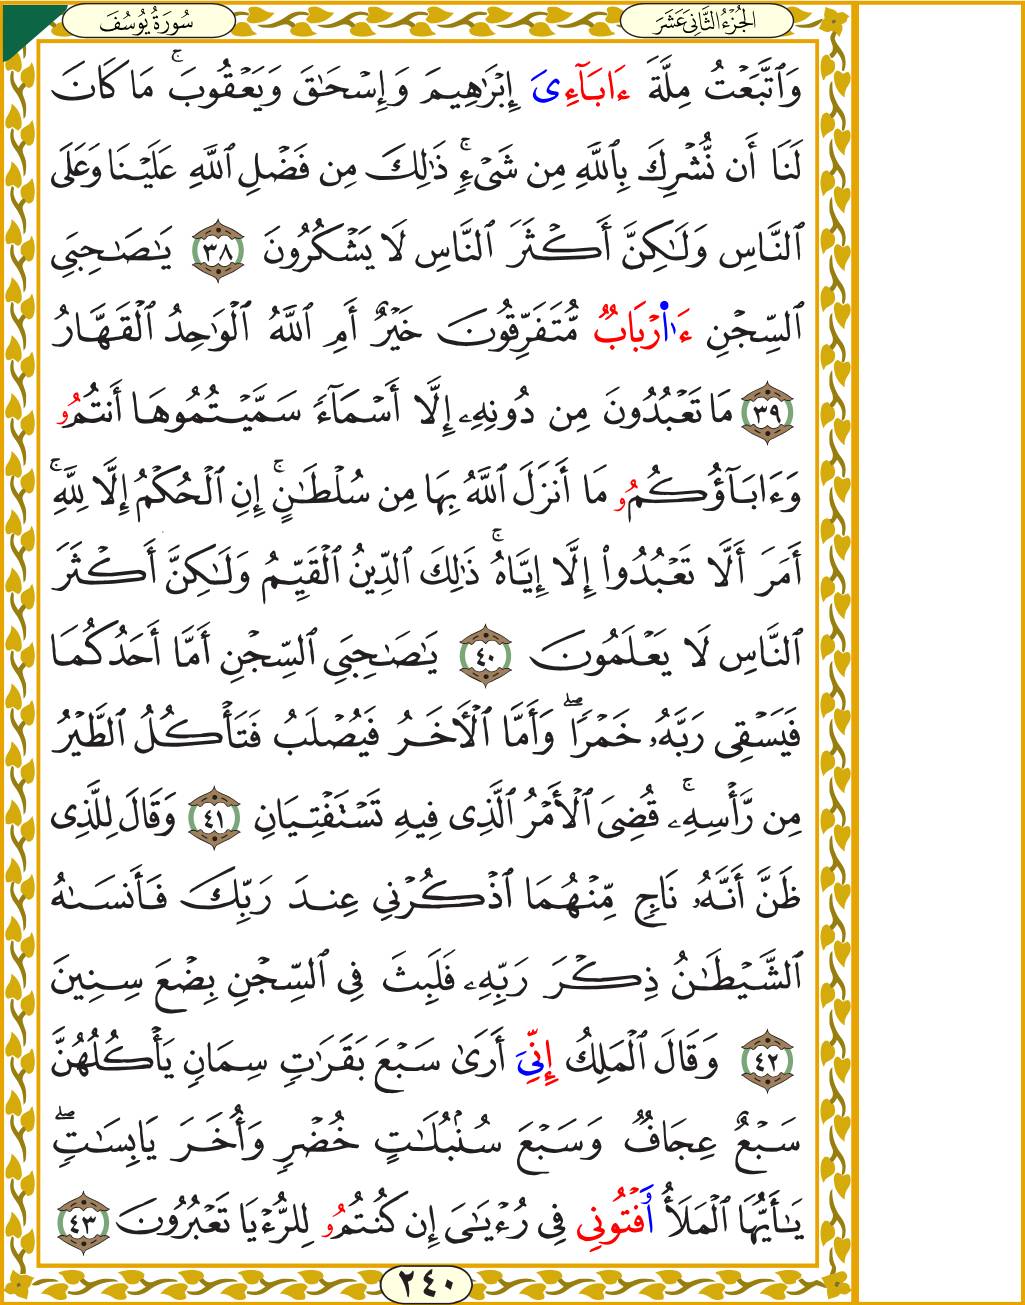 الجُزْءُ الثَّانِيَ عَشَرَ
سُورَةُ يُوسُفَ
وَٱتَّبَعۡتُ مِلَّةَ ءَابَآءِىٓ إِبۡرَٰهِيمَ وَإِسۡحَٰقَ وَيَعۡقُوبَۚ مَا كَانَ
لَنَا أَن نُّشۡرِكَ بِٱللَّهِ مِن شَىۡءٖۚ ذَٰلِكَ مِن فَضۡلِ ٱللَّهِ عَلَيۡنَا وَعَلَى
ٱلنَّاسِ وَلَٰكِنَّ أَكۡثَرَ ٱلنَّاسِ لَا يَشۡكُرُونَ ٣٨ يَٰصَٰحِبَىِ
ٱلسِّجۡنِ ءَا۬رۡبَابٞ مُّتَفَرِّقُونَ خَيۡرٌ أَمِ ٱللَّهُ ٱلۡوَٰحِدُ ٱلۡقَهَّارُ
٣٩ مَا تَعۡبُدُونَ مِن دُونِهِۦ إِلَّا أَسۡمَآءٗ سَمَّيۡتُمُوهَا أَنتُمُۥ
وَءَابَآؤُكُمُۥ مَا أَنزَلَ ٱللَّهُ بِهَا مِن سُلۡطَٰنٍۚ إِنِ ٱلۡحُكۡمُ إِلَّا لِلَّهِۚ
أَمَرَ أَلَّا تَعۡبُدُواْ إِلَّا إِيَّاهُۚ ذَٰلِكَ ٱلدِّينُ ٱلۡقَيِّمُ وَلَٰكِنَّ أَكۡثَرَ
ٱلنَّاسِ لَا يَعۡلَمُونَ ٤٠ يَٰصَٰحِبَىِ ٱلسِّجۡنِ أَمَّا أَحَدُكُمَا
فَيَسۡقِى رَبَّهُۥ خَمۡرٗاۖ وَأَمَّا ٱلۡأَخَرُ فَيُصۡلَبُ فَتَأۡكُلُ ٱلطَّيۡرُ
مِن رَّأۡسِهِۦۚ قُضِىَ ٱلۡأَمۡرُ ٱلَّذِى فِيهِ تَسۡتَفۡتِيَانِ ٤١ وَقَالَ لِلَّذِى
ظَنَّ أَنَّهُۥ نَاجٖ مِّنۡهُمَا ٱذۡكُرۡنِى عِندَ رَبِّكَ فَأَنسَىٰهُ
ٱلشَّيۡطَٰنُ ذِكۡرَ رَبِّهِۦ فَلَبِثَ فِى ٱلسِّجۡنِ بِضۡعَ سِنِينَ
٤٢ وَقَالَ ٱلۡمَلِكُ إِنِّىَ أَرَىٰ سَبۡعَ بَقَرَٰتٖ سِمَانٖ يَأۡكُلُهُنَّ
سَبۡعٌ عِجَافٞ وَسَبۡعَ سُنۢبُلَٰتٍ خُضۡرٖ وَأُخَرَ يَابِسَٰتٖۖ
يَٰأَيُّهَا ٱلۡمَلَأُ وَفۡتُونِى فِى رُءۡيَٰىَ إِن كُنتُمُۥ لِلرُّءۡيَا تَعۡبُرُونَ ٤٣
٢٤٠